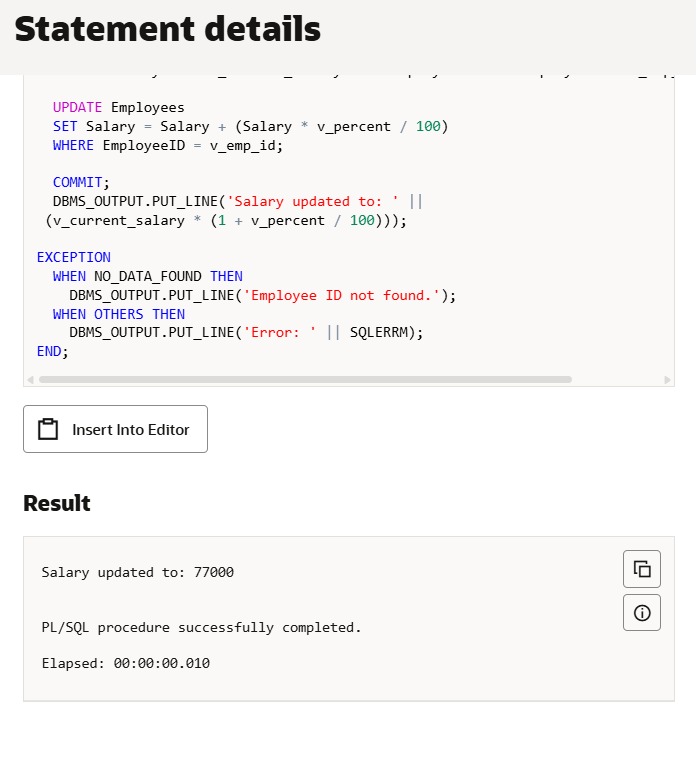 Statement details
UPDATE Employees
SET Salary = Salary + (Salary * v_percent / 100)
WHERE EmployeeID = v_emp_id;
COMMIT;
DBMS_OUTPUT.PUT_LINE('Salary updated to: ' ||
(v_current_salary * (1 + v_percent / 100)));
EXCEPTION
WHEN NO_DATA_FOUND THEN
DBMS_OUTPUT.PUT_LINE('Employee ID not found.');
WHEN OTHERS THEN
DBMS_OUTPUT.PUT_LINE('Error: ' || SQLERRM);
END;
Insert Into Editor
Result
Salary updated to: 77000
PL/SQL procedure successfully completed.
Elapsed: 00:00:00.010